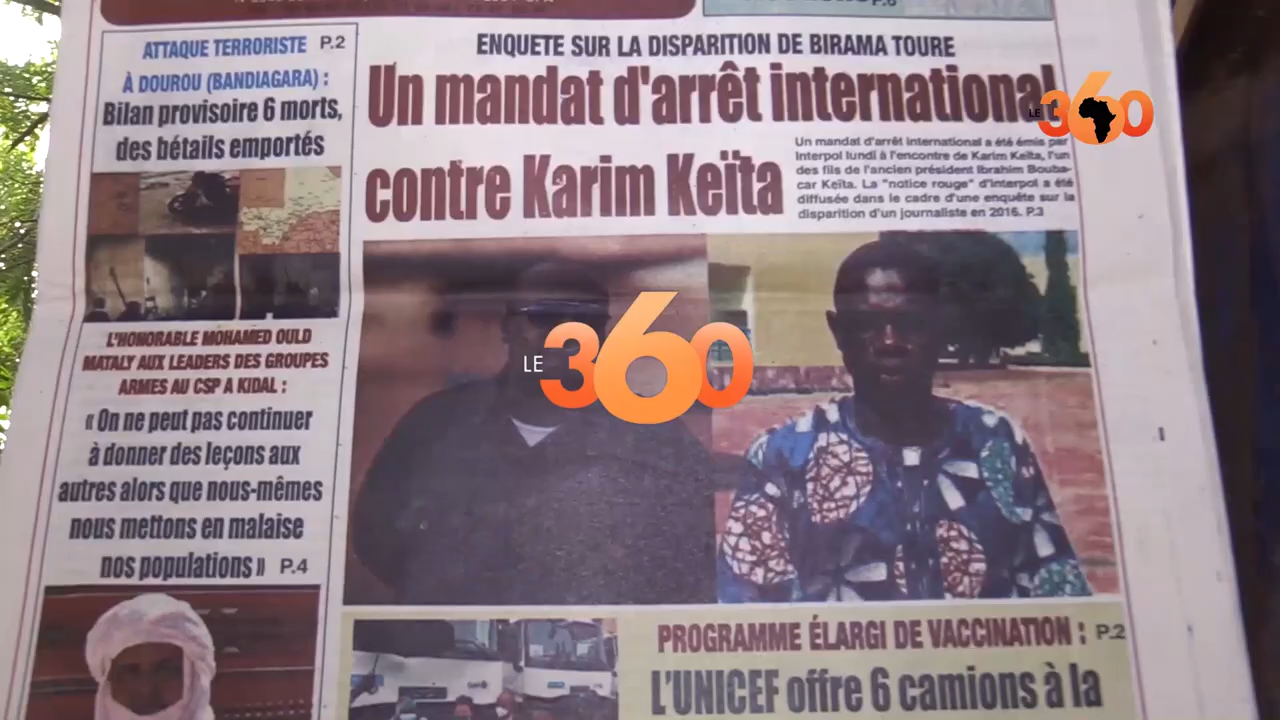 ATTAQUE TERRORISTE P.2
À DOUROU (BANDIAGARA) :
Bilan provisoire 6 morts,
des bétails emportés
L'HONORABLE MOHAMED OULD
MATALY AUX LEADERS DES GROUPES
ARMES AU CSP A KIDAL :
« On ne peut pas continuer
à donner des leçons aux
autres alors que nous-mêmes
nous mettons en malaise
nos populations » P.4
ENQUETE SUR LA DISPARITION DE BIRAMA TOURE
Un mandat d'arrêt international
contre Karim Keïta
Un mandat d'arrêt international a été émis par
Interpol lundi à l'encontre de Karim Keïta, l'un
des fils de l'ancien président Ibrahim Bouba-
car Keïta. La "notice rouge" d'Interpol a été
diffusée dans le cadre d'une enquête sur la
disparition d'un journaliste en 2016. P.3
LE 360
LE 360
PROGRAMME ÉLARGI DE VACCINATION : P.2
L'UNICEF offre 6 camions à la